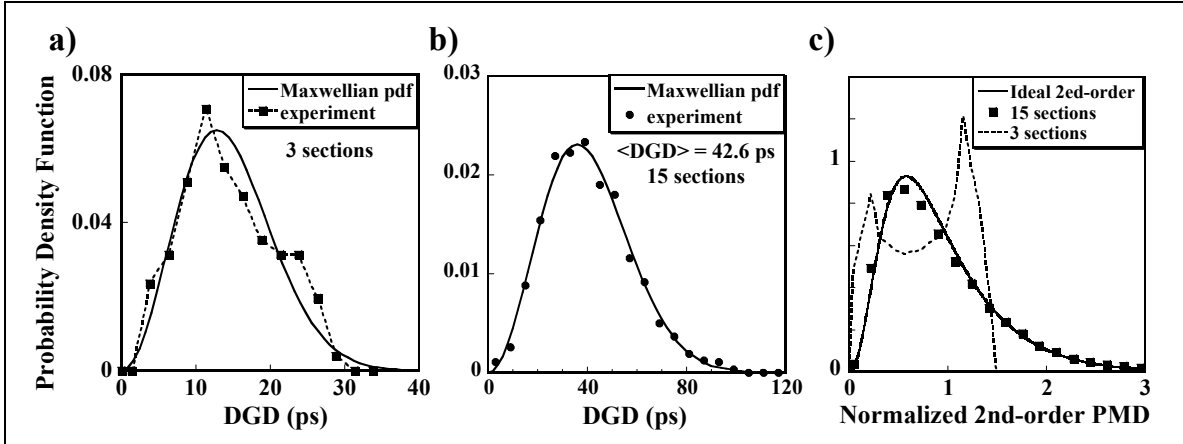 a)
Probability Density Function
0.08
0.04
0
Maxwellian pdf
experiment
3 sections
0 10 20 30 40
DGD (ps)
b)
0.03
0.02
0.01
0
Maxwellian pdf
experiment
<DGD> = 42.6 ps
15 sections
0 40 80 120
DGD (ps)
c)
1
0
Ideal 2ed-order
15 sections
3 sections
0 1 2 3
Normalized 2nd-order PMD